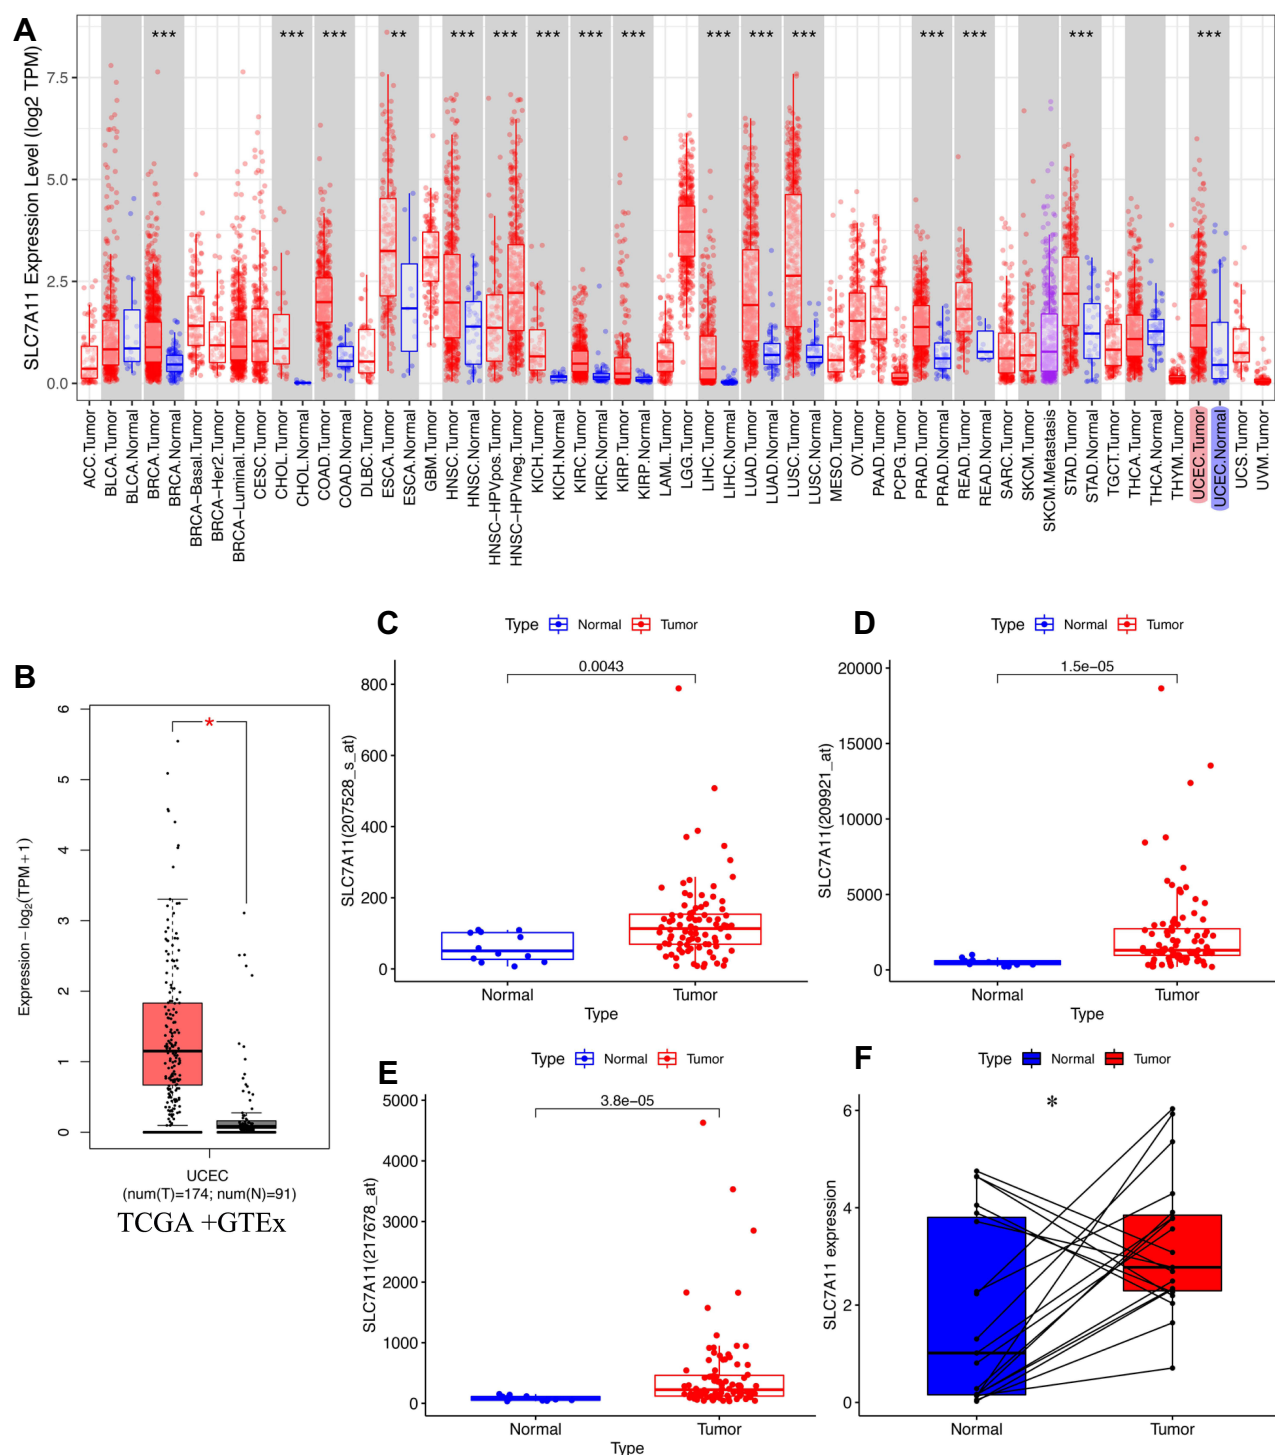 A
*** *** *** ** *** *** *** *** *** *** *** *** *** *** *** ***
SLC7A11 Expression Level (log2 TPM)
7.5
5.0
2.5
0.0
ACC.Tumor
BLCA.Tumor
BLCA.Normal
BRCA.Tumor
BRCA.Normal
BRCA−Basal.Tumor
BRCA−Her2.Tumor
BRCA−Luminal.Tumor
CESC.Tumor
CHOL.Tumor
CHOL.Normal
COAD.Tumor
COAD.Normal
DLBC.Tumor
ESCA.Tumor
ESCA.Normal
GBM.Tumor
HNSC.Tumor
HNSC.Normal
HNSC−HPVpos.Tumor
HNSC−HPVneg.Tumor
KICH.Tumor
KICH.Normal
KIRC.Tumor
KIRC.Normal
KIRP.Tumor
KIRP.Normal
LAML.Tumor
LGG.Tumor
LIHC.Tumor
LIHC.Normal
LUAD.Tumor
LUAD.Normal
LUSC.Tumor
LUSC.Normal
MESO.Tumor
OV.Tumor
PAAD.Tumor
PCPG.Tumor
PRAD.Tumor
PRAD.Normal
READ.Tumor
READ.Normal
SARC.Tumor
SKCM.Tumor
SKCM.Metastasis
STAD.Tumor
STAD.Normal
TGCT.Tumor
THCA.Tumor
THCA.Normal
THYM.Tumor
UCEC.Tumor
UCEC.Normal
UCS.Tumor
UVM.Tumor
B
Expression − log₂(TPM + 1)
6
5
4
3
2
1
0
*
UCEC
(num(T)=174; num(N)=91)
TCGA +GTEx
C
Type Normal Tumor
0.0043
SLC7A11(207528_s_at)
800
600
400
200
0
Normal Tumor
Type
D
Type Normal Tumor
1.5e−05
SLC7A11(209921_at)
20000
15000
10000
5000
0
Normal Tumor
Type
E
Type Normal Tumor
3.8e−05
SLC7A11(217678_at)
5000
4000
3000
2000
1000
0
Normal Tumor
Type
F
Type Normal Tumor
*
SLC7A11 expression
6
4
2
0
Normal Tumor